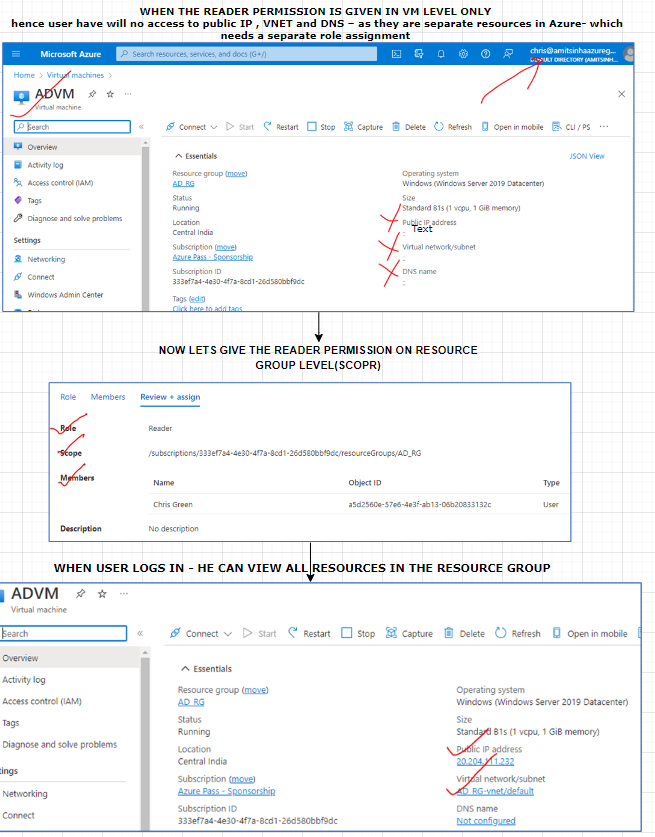 WHEN THE READER PERMISSION IS GIVEN IN VM LEVEL ONLY
hence user have will no access to public IP , VNET and DNS – as they are separate resources in Azure- which
needs a separate role assignment
Microsoft Azure
Search resources, services, and docs (G+/)
chris@amitsinhaazureg...
DEFAULT DIRECTORY (AMITSINH...
Home > Virtual machines >
ADVM
Virtual machine
Search
Connect Start Restart Stop Capture Delete Refresh Open in mobile CLI / PS
Overview
Activity log
Access control (IAM)
Tags
Diagnose and solve problems
Settings
Networking
Connect
Windows Admin Center
Essentials
JSON View
Resource group (move)
AD_RG
Status
Running
Location
Central India
Subscription (move)
Azure Pass - Sponsorship
Subscription ID
333ef7a4-4e30-4f7a-8cd1-26d580bbf9dc
Tags (edit)
Click here to add tags
Operating system
Windows (Windows Server 2019 Datacenter)
Size
Standard B1s (1 vcpu, 1 GiB memory)
Public IP address
: Text
Virtual network/subnet
:
DNS name
:
NOW LETS GIVE THE READER PERMISSION ON RESOURCE
GROUP LEVEL(SCOPR)
Role Members Review + assign
Role Reader
Scope /subscriptions/333ef7a4-4e30-4f7a-8cd1-26d580bbf9dc/resourceGroups/AD_RG
Members
Name Object ID Type
Chris Green a5d2560e-57e6-4e3f-ab13-06b20833132c User
Description No description
WHEN USER LOGS IN - HE CAN VIEW ALL RESOURCES IN THE RESOURCE GROUP
ADVM
Virtual machine
Search
Connect Start Restart Stop Capture Delete Refresh Open in mobile
Overview
Activity log
Access control (IAM)
Tags
Diagnose and solve problems
ttings
Networking
Connect
Essentials
Resource group (move)
AD_RG
Status
Running
Location
Central India
Subscription (move)
Azure Pass - Sponsorship
Subscription ID
333ef7a4-4e30-4f7a-8cd1-26d580bbf9dc
Operating system
Windows (Windows Server 2019 Datacenter)
Size
Standard B1s (1 vcpu, 1 GiB memory)
Public IP address
20.204.111.232
Virtual network/subnet
AD_RG-vnet/default
DNS name
Not configured